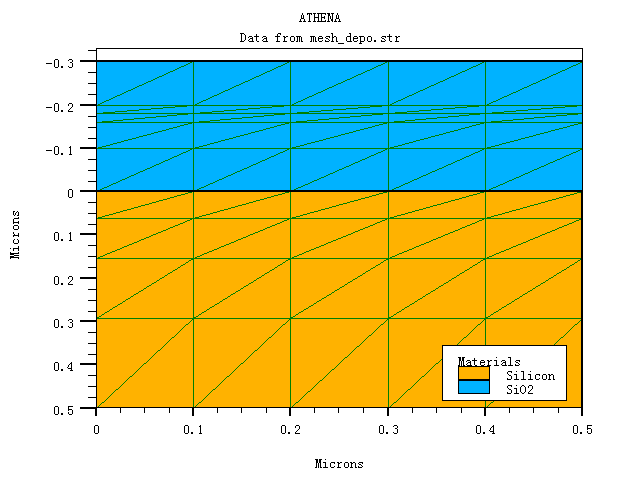 ATHENA
Data from mesh_depo.str
-0.3
-0.2
-0.1
0
0.1
0.2
0.3
0.4
0.5
Microns
0
0.1
0.2
0.3
0.4
0.5
Microns
Materials
Silicon
SiO2